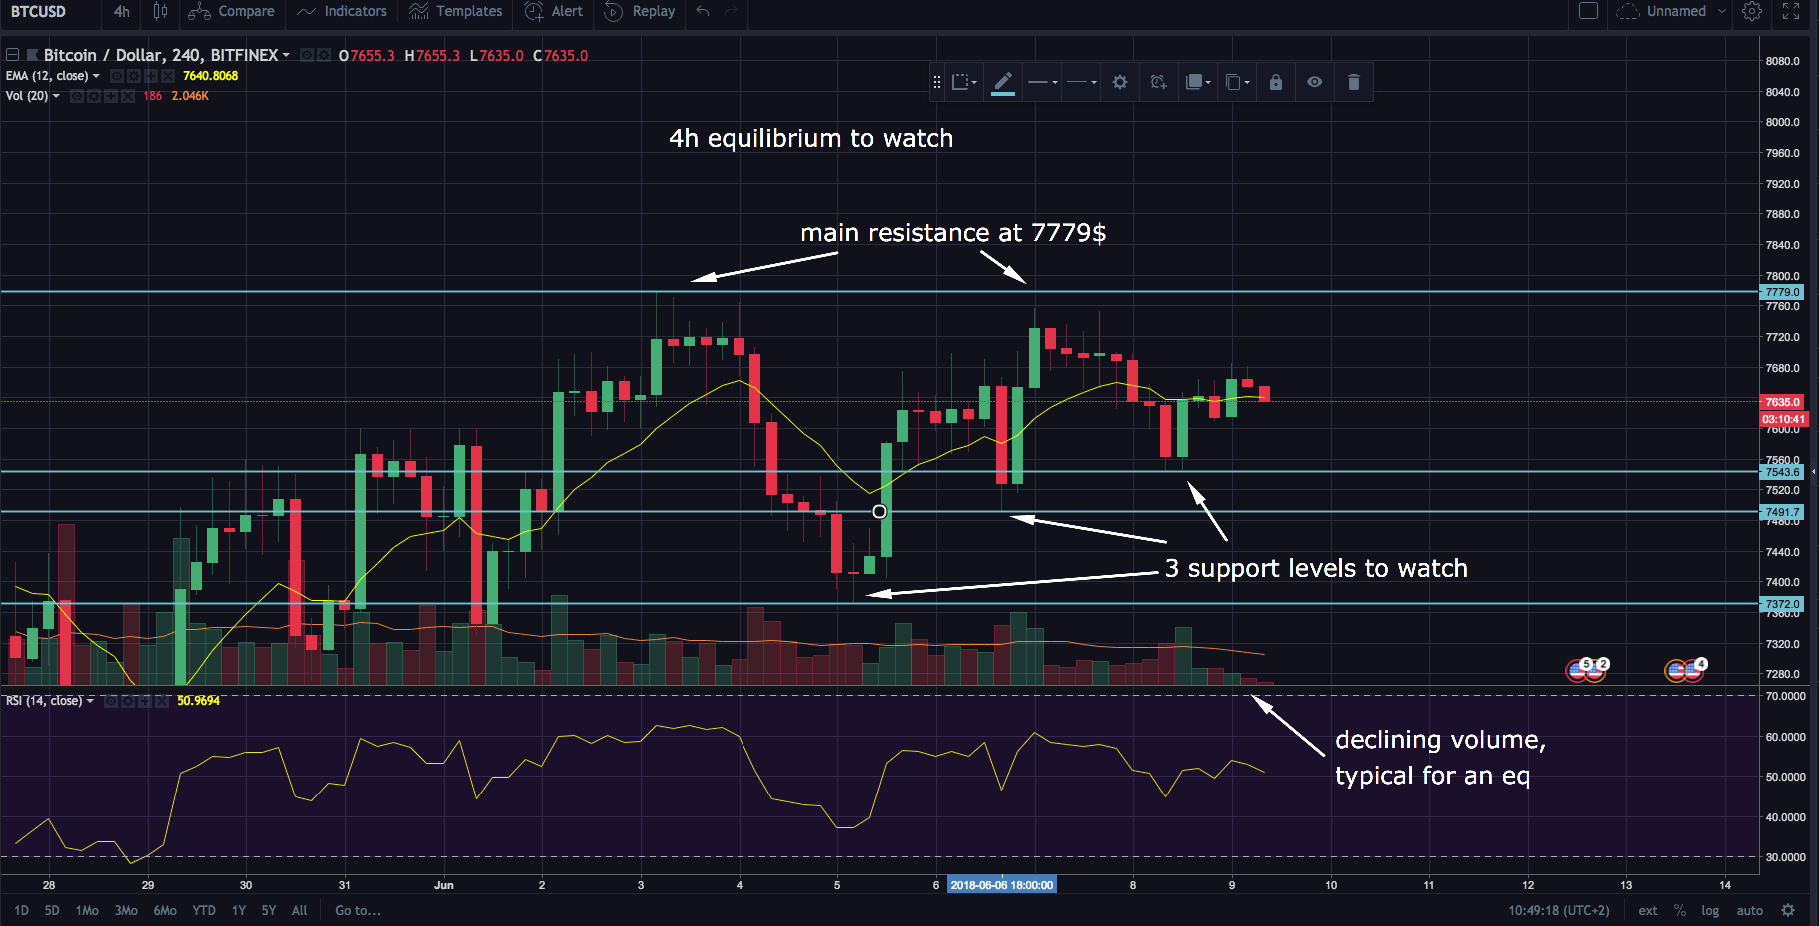 BTCUSD 4h Compare Indicators Templates Alert Replay Unnamed
Bitcoin / Dollar, 240, BITFINEX O7655.3 H7655.3 L7635.0 C7635.0
EMA (12, close) 7640.8068
Vol (20) 186 2.046K
4h equilibrium to watch
main resistance at 7779$
3 support levels to watch
declining volume,
typical for an eq
8080.0
8040.0
8000.0
7960.0
7920.0
7880.0
7840.0
7800.0
7779.0
7760.0
7720.0
7680.0
7635.0
03:10:41
7600.0
7560.0
7543.6
7520.0
7491.7
7480.0
7440.0
7400.0
7372.0
7360.0
7320.0
7280.0
5 2 4
RSI (14, close) 50.9694
70.0000
60.0000
50.0000
40.0000
30.0000
28 29 30 31 Jun 2 3 4 5 6 2018-06-06 18:00:00 8 9 10 11 12 13 14
1D 5D 1Mo 3Mo 6Mo YTD 1Y 5Y All Go to... 10:49:18 (UTC+2) ext % log auto